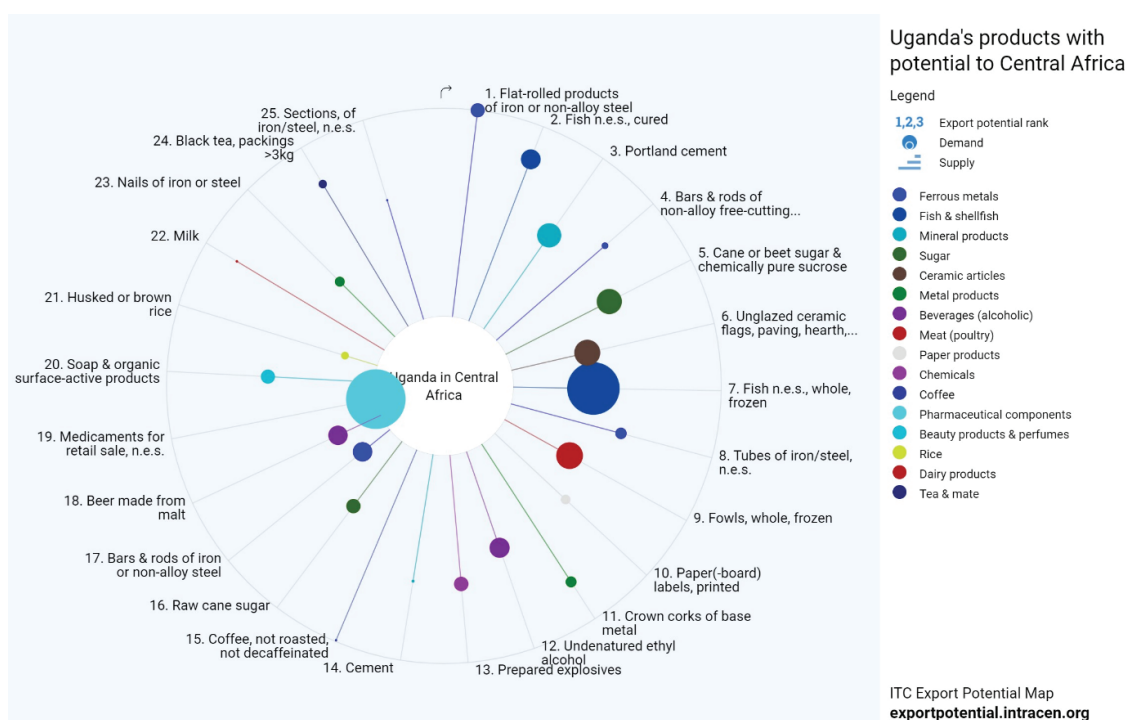 Uganda's products with
potential to Central Africa
Legend
1,2,3 Export potential rank
Demand
Supply
Ferrous metals
Fish & shellfish
Mineral products
Sugar
Ceramic articles
Metal products
Beverages (alcoholic)
Meat (poultry)
Paper products
Chemicals
Coffee
Pharmaceutical components
Beauty products & perfumes
Rice
Dairy products
Tea & mate
1. Flat-rolled products
of iron or non-alloy steel
2. Fish n.e.s., cured
3. Portland cement
4. Bars & rods of
non-alloy free-cutting...
5. Cane or beet sugar &
chemically pure sucrose
6. Unglazed ceramic
flags, paving, hearth,...
7. Fish n.e.s., whole,
frozen
8. Tubes of iron/steel,
n.e.s.
9. Fowls, whole, frozen
10. Paper(-board)
labels, printed
11. Crown corks of base
metal
12. Undenatured ethyl
alcohol
13. Prepared explosives
14. Cement
15. Coffee, not roasted,
not decaffeinated
16. Raw cane sugar
17. Bars & rods of iron
or non-alloy steel
18. Beer made from
malt
19. Medicaments for
retail sale, n.e.s.
20. Soap & organic
surface-active products
21. Husked or brown
rice
22. Milk
23. Nails of iron or steel
24. Black tea, packings
>3kg
25. Sections, of
iron/steel, n.e.s.
Uganda in Central
Africa
ITC Export Potential Map
exportpotential.intracen.org